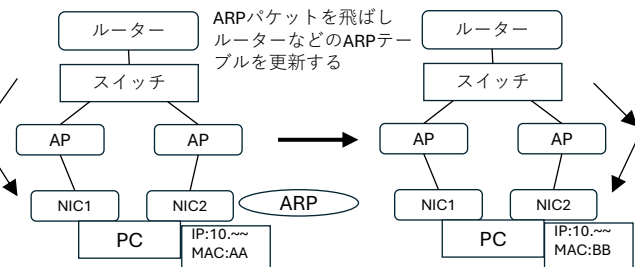 ARPパケットを飛ばし
ルーターなどのARPテー
ブルを更新する
ルーター
スイッチ
AP
AP
NIC1
NIC2
ARP
PC
IP:10.~~
MAC:AA
ルーター
スイッチ
AP
AP
NIC1
NIC2
PC
IP:10.~~
MAC:BB